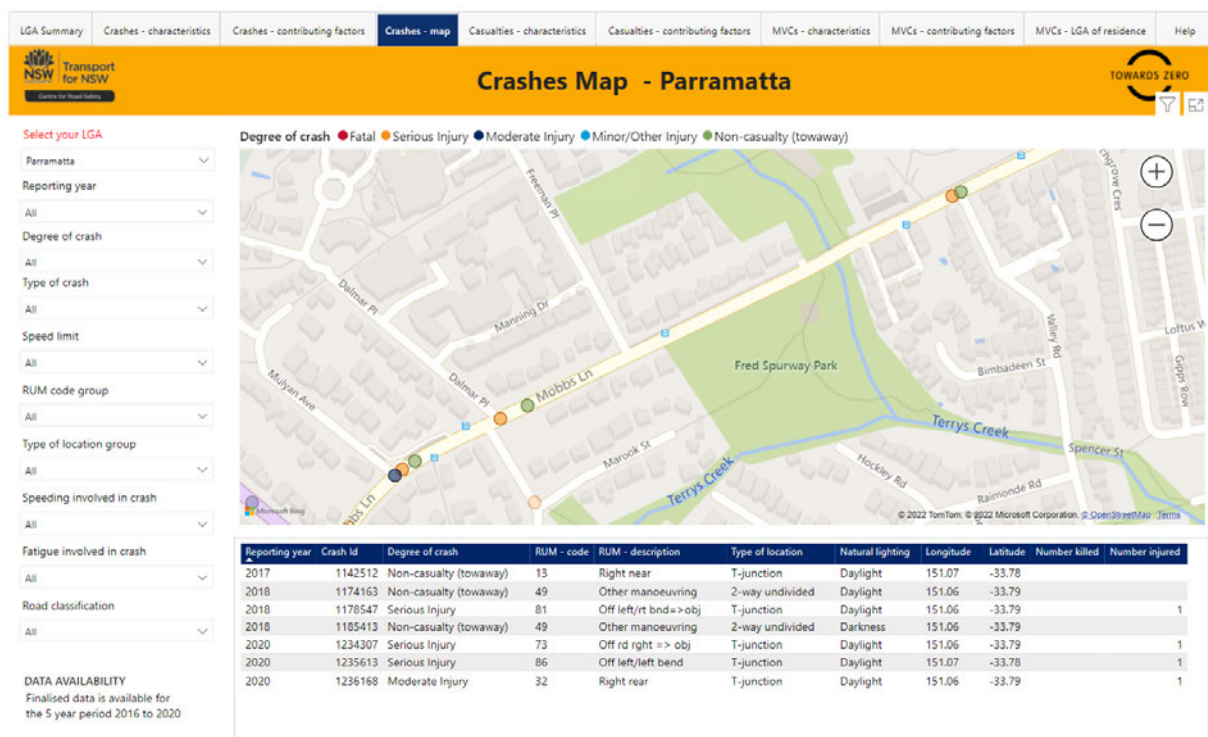 LGA Summary Crashes - characteristics Crashes - contributing factors Crashes - map Casualties - characteristics Casualties - contributing factors MVCs - characteristics MVCs - contributing factors MVCs - LGA of residence Help
NSW Transport for NSW
Centre for Road Safety
Crashes Map - Parramatta
TOWARDS ZERO
Select your LGA
Parramatta
Reporting year
All
Degree of crash
All
Type of crash
All
Speed limit
All
RUM code group
All
Type of location group
All
Speeding involved in crash
All
Fatigue involved in crash
All
Road classification
All
DATA AVAILABILITY
Finalised data is available for
the 5 year period 2016 to 2020
Degree of crash Fatal Serious Injury Moderate Injury Minor/Other Injury Non-casualty (towaway)
Freeman Pl
chgrove Cres
Dalmar Pl
Manning Dr
Valley Rd
Loftus W
Fred Spurway Park
Bimbadeen St
Gipps Row
Mulyan Ave
Dalmar Pl
Mobbs Ln
Terrys Creek
Spencer St
Marook St
Hockley Rd
Terrys Creek
Raimonde Rd
bs Ln
Microsoft Bing
© 2022 TomTom, © 2022 Microsoft Corporation, © OpenStreetMap Terms
Reporting year Crash Id Degree of crash RUM - code RUM - description Type of location Natural lighting Longitude Latitude Number killed Number injured
2017 1142512 Non-casualty (towaway) 13 Right near T-junction Daylight 151.07 -33.78
2018 1174163 Non-casualty (towaway) 49 Other manoeuvring 2-way undivided Daylight 151.06 -33.79
2018 1178547 Serious Injury 81 Off left/rt bnd=>obj T-junction Daylight 151.06 -33.79 1
2018 1185413 Non-casualty (towaway) 49 Other manoeuvring 2-way undivided Darkness 151.06 -33.79
2020 1234307 Serious Injury 73 Off rd rght => obj T-junction Daylight 151.06 -33.79 1
2020 1235613 Serious Injury 86 Off left/left bend T-junction Daylight 151.07 -33.78 1
2020 1236168 Moderate Injury 32 Right rear T-junction Daylight 151.06 -33.79 1